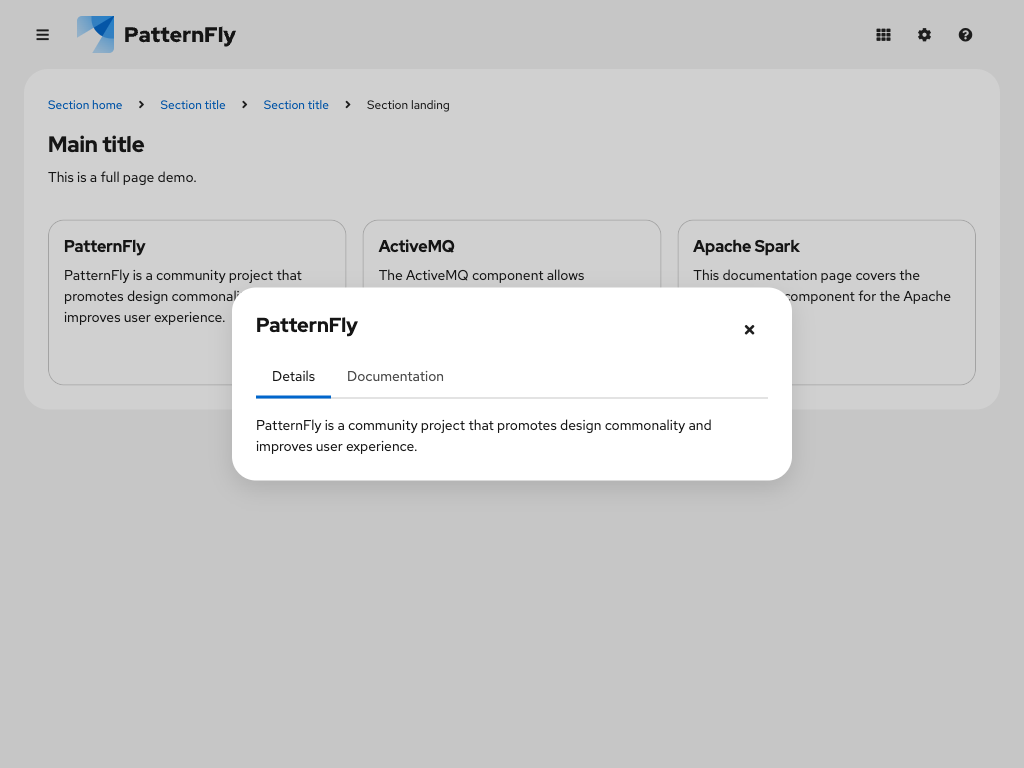 PatternFly
Section home Section title Section title Section landing
Main title
This is a full page demo.
PatternFly
PatternFly is a community project that
promotes design
improves user experience.
ActiveMQ
The ActiveMQ component allows
Apache Spark
This documentation page covers the
component for the Apache
PatternFly
Details Documentation
PatternFly is a community project that promotes design commonality and
improves user experience.